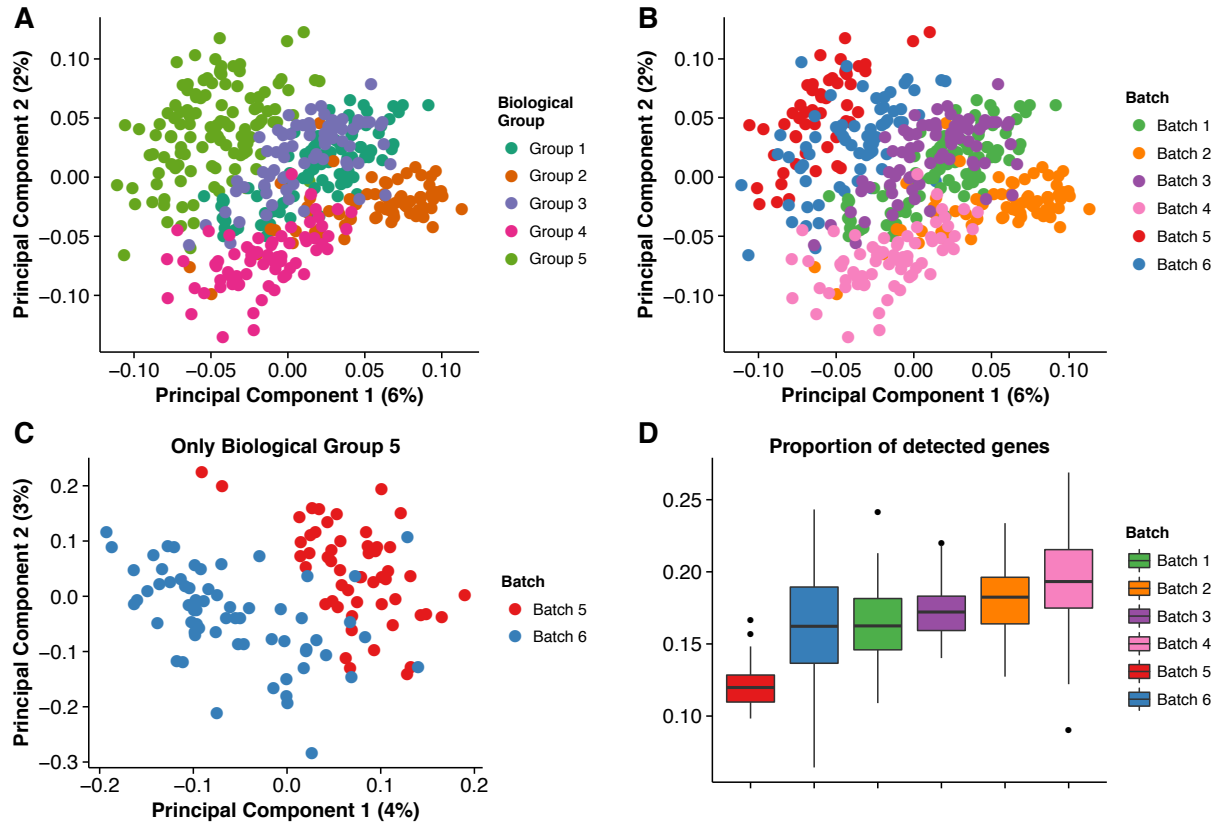 A
Principal Component 2 (2%)
0.10
0.05
0.00
−0.05
−0.10
−0.10
−0.05
0.00
0.05
0.10
Principal Component 1 (6%)
Biological
Group
Group 1
Group 2
Group 3
Group 4
Group 5
B
Principal Component 2 (2%)
0.10
0.05
0.00
−0.05
−0.10
−0.10
−0.05
0.00
0.05
0.10
Principal Component 1 (6%)
Batch
Batch 1
Batch 2
Batch 3
Batch 4
Batch 5
Batch 6
C
Only Biological Group 5
Principal Component 2 (3%)
0.2
0.1
0.0
−0.1
−0.2
−0.3
−0.2
−0.1
0.0
0.1
0.2
Principal Component 1 (4%)
Batch
Batch 5
Batch 6
D
Proportion of detected genes
0.25
0.20
0.15
0.10
Batch
Batch 1
Batch 2
Batch 3
Batch 4
Batch 5
Batch 6